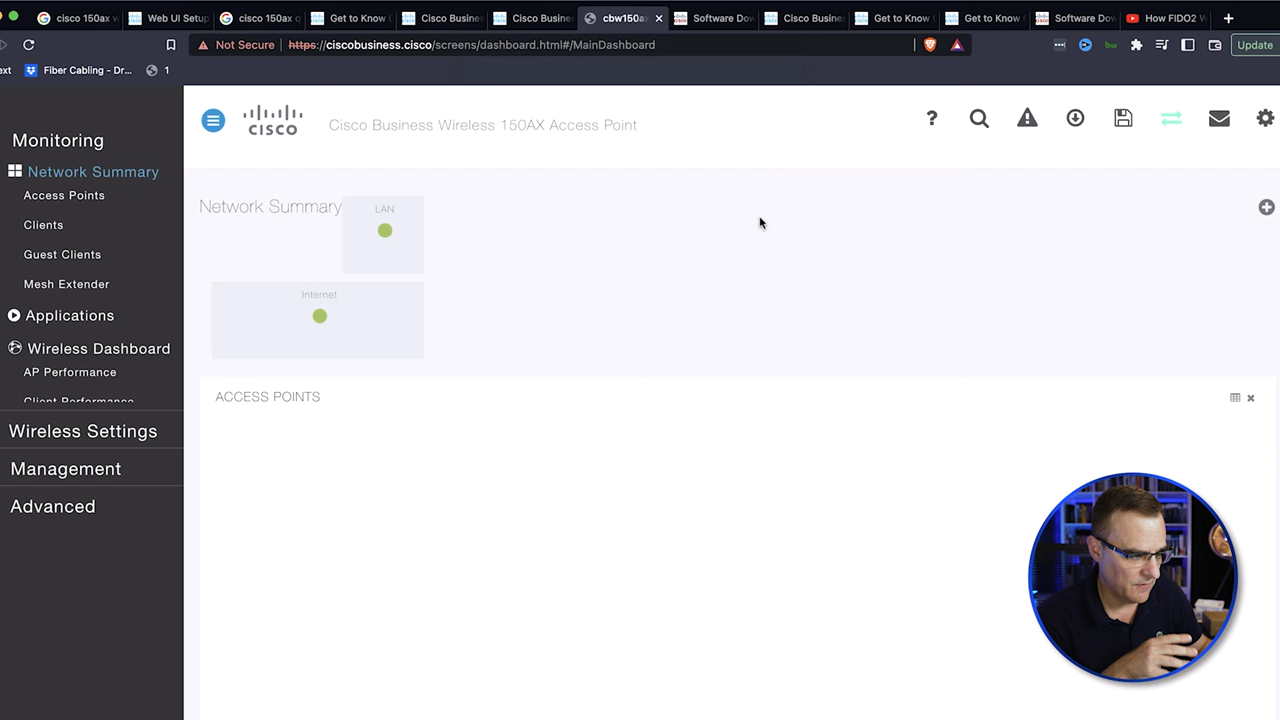 cisco 150ax w
Web UI Setup
cisco 150ax q
Get to Know
Cisco Busine
Cisco Busine
cbw150a
Software Dow
Cisco Busine
Get to Know
Get to Know
Software Dow
How FIDO2 W
Not Secure
https://ciscobusiness.cisco/screens/dashboard.html#/MainDashboard
Update
ext
Fiber Cabling - Dr...
1
CISCO
Cisco Business Wireless 150AX Access Point
?
Monitoring
Network Summary
Access Points
Clients
Guest Clients
Mesh Extender
Applications
Wireless Dashboard
AP Performance
Client Performance
Wireless Settings
Management
Advanced
Network Summary
LAN
Internet
ACCESS POINTS